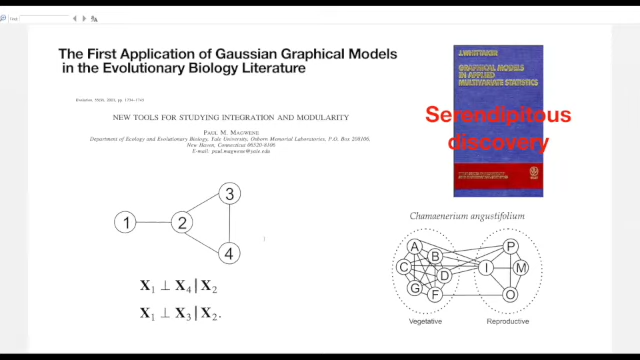 The First Application of Gaussian Graphical Models
in the Evolutionary Biology Literature
NEW TOOLS FOR STUDYING INTEGRATION AND MODULARITY
PAUL M. MAGWENE
Department of Ecology and Evolutionary Biology, Yale University, Osborn Memorial Laboratories, P.O. Box 208106,
New Haven, Connecticut 06520-8106
E-mail: paul.magwene@yale.edu
1
2
3
4
X1 ⊥ X4 | X2
X1 ⊥ X3 | X2.
J. WHITTAKER
GRAPHICAL MODELS
IN APPLIED
MULTIVARIATE STATISTICS
Serendipitous
discovery
Chamaenerium angustifolium
A
B
C
D
G
F
P
I
M
O
Vegetative
Reproductive